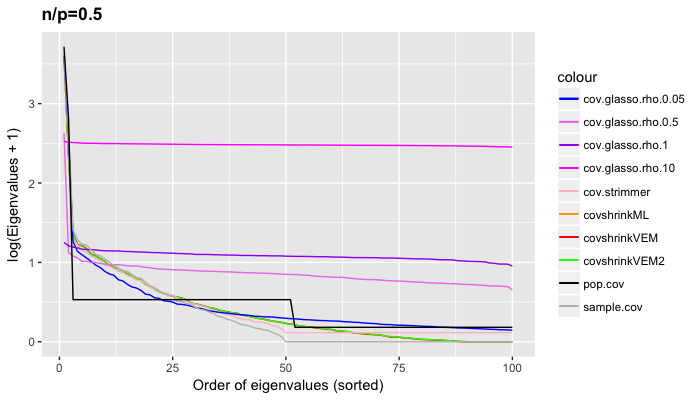 n/p=0.5
log(Eigenvalues + 1)
3
2
1
0
0
25
50
75
100
Order of eigenvalues (sorted)
colour
cov.glasso.rho.0.05
cov.glasso.rho.0.5
cov.glasso.rho.1
cov.glasso.rho.10
cov.strimmer
covshrinkML
covshrinkVEM
covshrinkVEM2
pop.cov
sample.cov